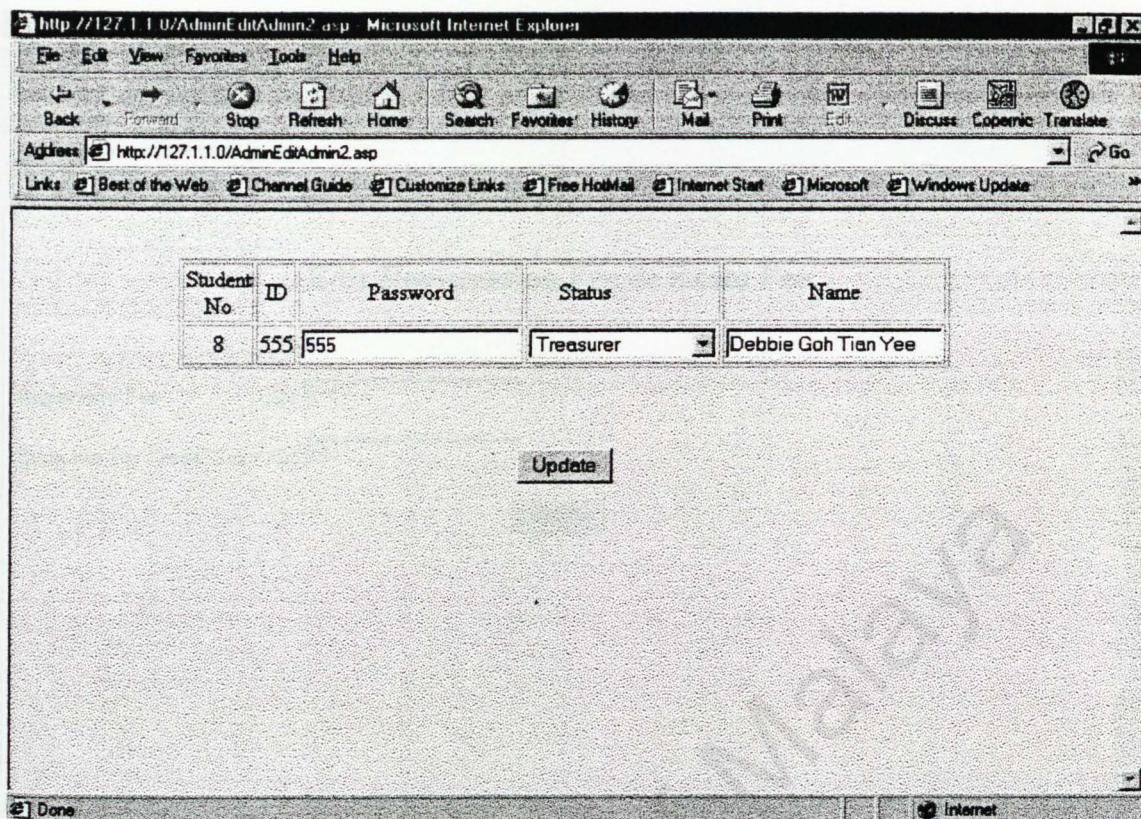 http://127.1.1.0/AdminEditAdmin2.asp - Microsoft Internet Explorer
File Edit View Favorites Tools Help
Back Forward Stop Refresh Home Search Favorites History Mail Print Edit Discuss Copernic Translate
Address http://127.1.1.0/AdminEditAdmin2.asp Go
Links Best of the Web Channel Guide Customize Links Free HotMail Internet Start Microsoft Windows Update »
Student No ID Password Status Name
8 555 555 Treasurer Debbie Goh Tian Yee
Update
Malaya
Done Internet